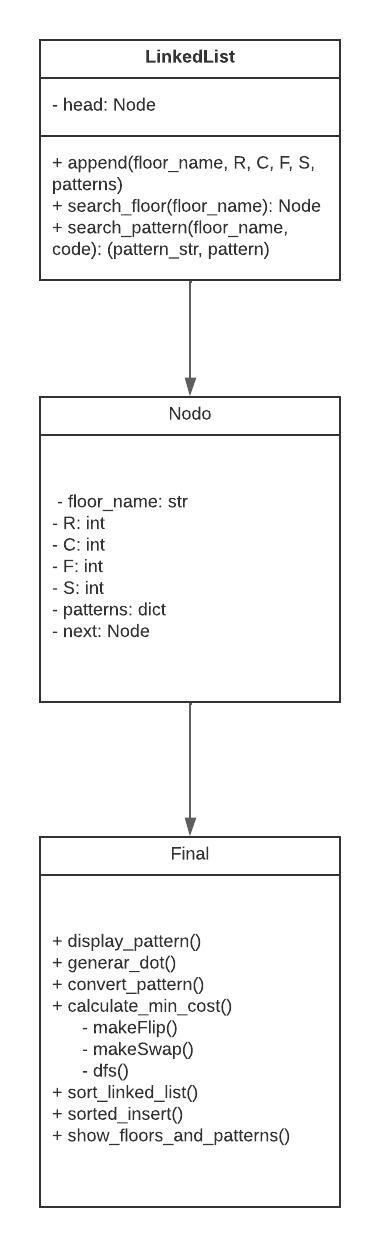 LinkedList
- head: Node
+ append(floor_name, R, C, F, S,
patterns)
+ search_floor(floor_name): Node
+ search_pattern(floor_name,
code): (pattern_str, pattern)
Nodo
- floor_name: str
- R: int
- C: int
- F: int
- S: int
- patterns: dict
- next: Node
Final
+ display_pattern()
+ generar_dot()
+ convert_pattern()
+ calculate_min_cost()
- makeFlip()
- makeSwap()
- dfs()
+ sort_linked_list()
+ sorted_insert()
+ show_floors_and_patterns()